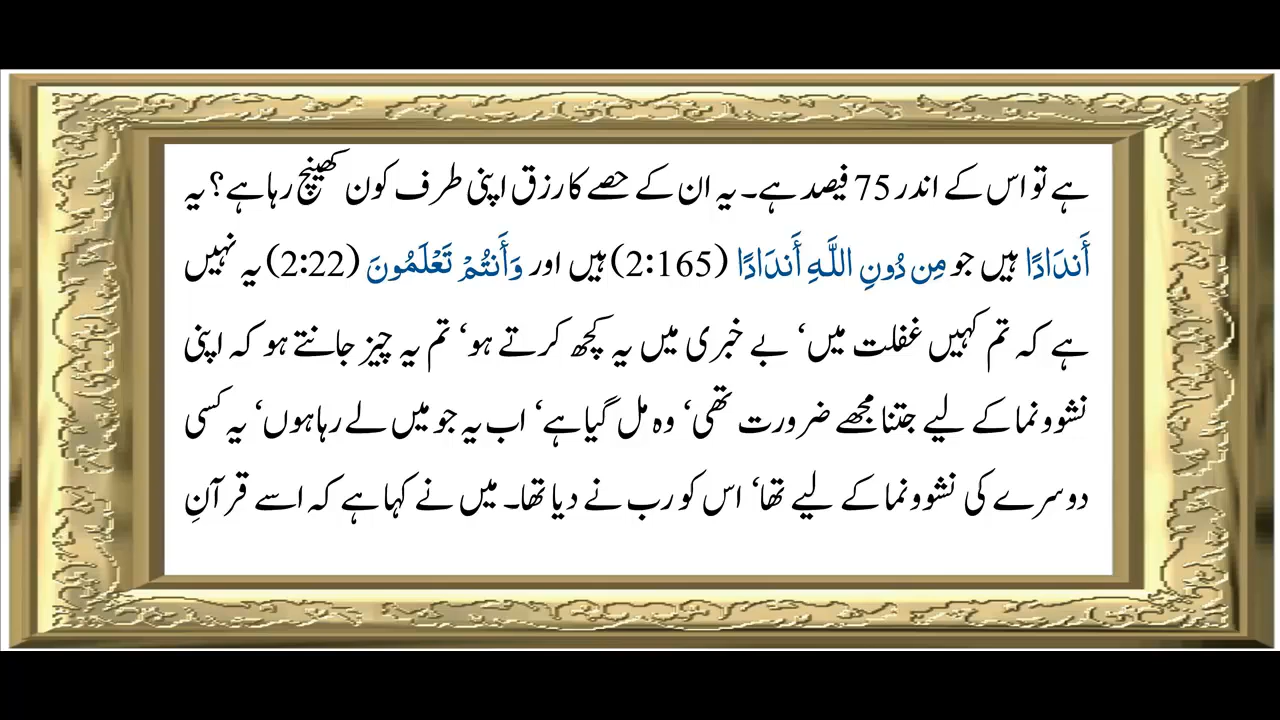 ہے تو اس کے اندر 75 فیصد ہے۔ یہ ان کے حصے کا رزق اپنی طرف کون کھینچ رہا ہے؟ یہ
أَندَادًا ہیں جو مِن دُونِ اللَّهِ أَندَادًا (2:165) ہیں اور وَأَنتُمْ تَعْلَمُونَ (2:22) یہ نہیں
ہے کہ تم کہیں غفلت میں‘ بے خبری میں یہ کچھ کرتے ہو‘ تم یہ چیز جانتے ہو کہ اپنی
نشوونما کے لیے جتنا مجھے ضرورت تھی‘ وہ مل گیا ہے‘ اب یہ جو میں لے رہا ہوں‘ یہ کسی
دوسرے کی نشوونما کے لیے تھا‘ اس کو رب نے دیا تھا۔ میں نے کہا ہے کہ اسے قرآنِ